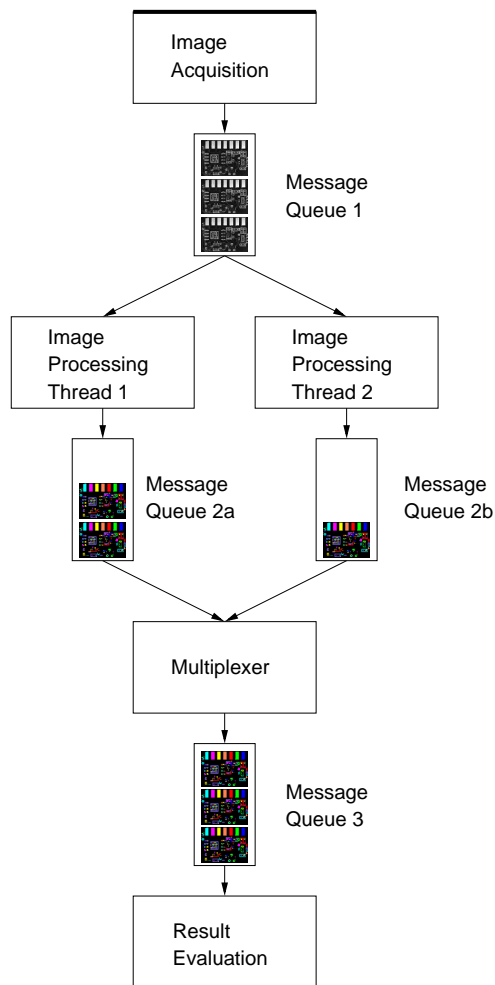 Image
Acquisition
Message
Queue 1
Image
Processing
Thread 1
Image
Processing
Thread 2
Message
Queue 2a
Message
Queue 2b
Multiplexer
Message
Queue 3
Result
Evaluation